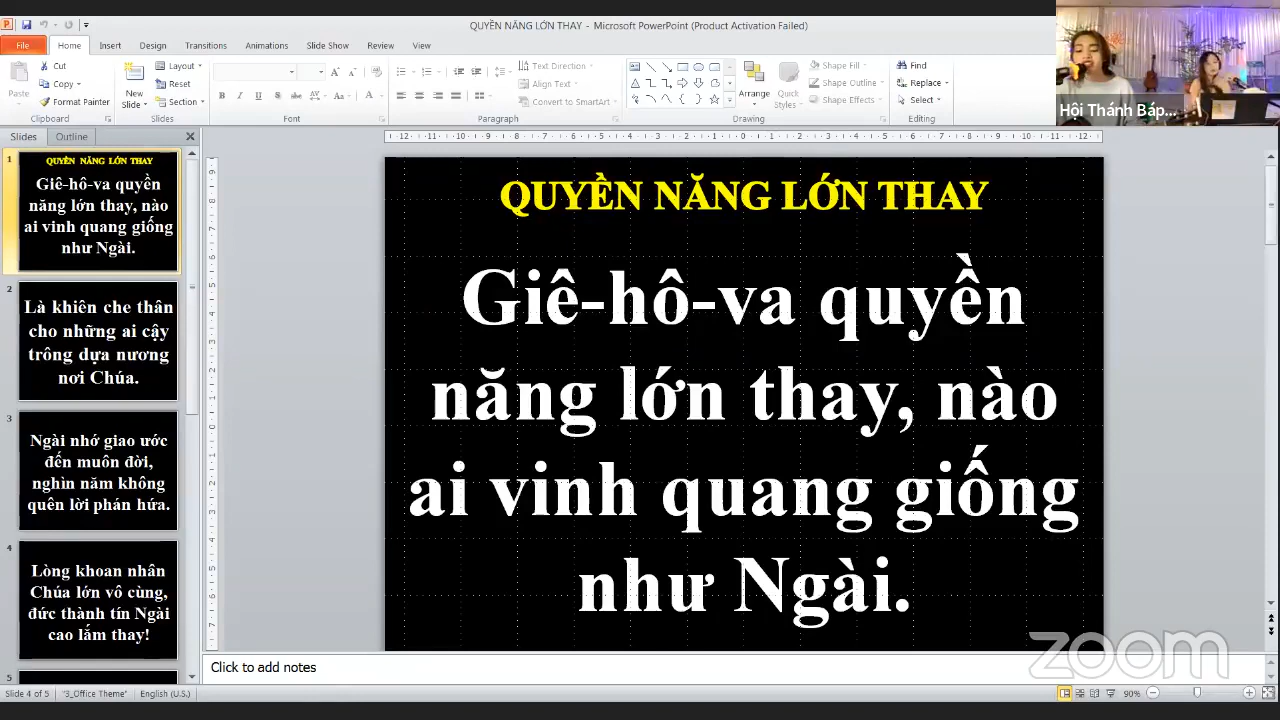 QUYỀN NĂNG LỚN THAY - Microsoft PowerPoint (Product Activation Failed)
File Home Insert Design Transitions Animations Slide Show Review View
Paste
Cut
Copy
Format Painter
Clipboard
New Slide
Layout
Reset
Section
Slides
Font
Text Direction
Align Text
Convert to SmartArt
Paragraph
Arrange
Quick Styles
Shape Fill
Shape Outline
Shape Effects
Drawing
Find
Replace
Select
Editing
Hội Thánh Báp...
Slides Outline
1
QUYỀN NĂNG LỚN THAY
Giê-hô-va quyền
năng lớn thay, nào
ai vinh quang giống
như Ngài.
2
Là khiên che thân
cho những ai cậy
trông dựa nương
nơi Chúa.
3
Ngài nhớ giao ước
đến muôn đời,
nghìn năm không
quên lời phán hứa.
4
Lòng khoan nhân
Chúa lớn vô cùng,
đức thành tín Ngài
cao lắm thay!
5
QUYỀN NĂNG LỚN THAY
Giê-hô-va quyền
năng lớn thay, nào
ai vinh quang giống
như Ngài.
zoom
Click to add notes
Slide 4 of 5 "3_Office Theme" English (U.S.) 90%